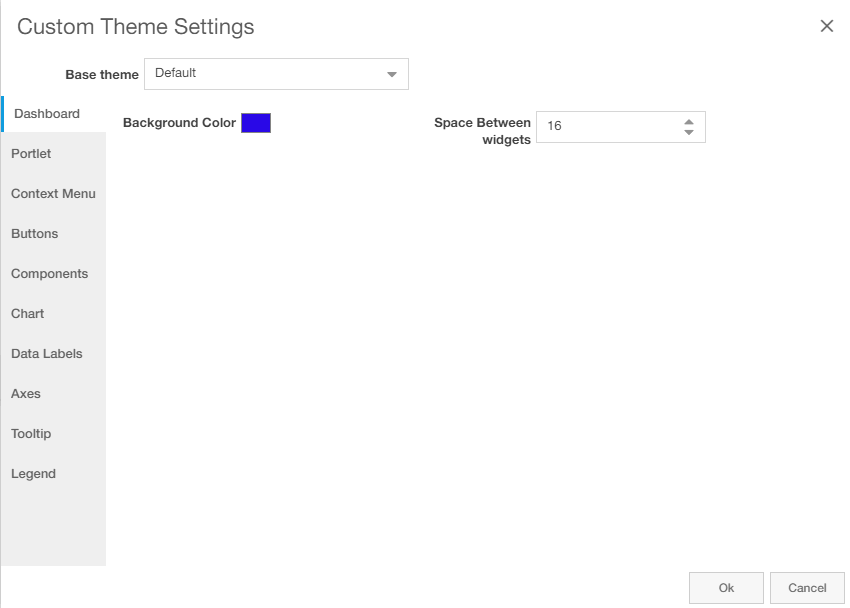 Custom Theme Settings
Base theme
Default
Dashboard
Background Color
Space Between
widgets
16
Portlet
Context Menu
Buttons
Components
Chart
Data Labels
Axes
Tooltip
Legend
Ok
Cancel